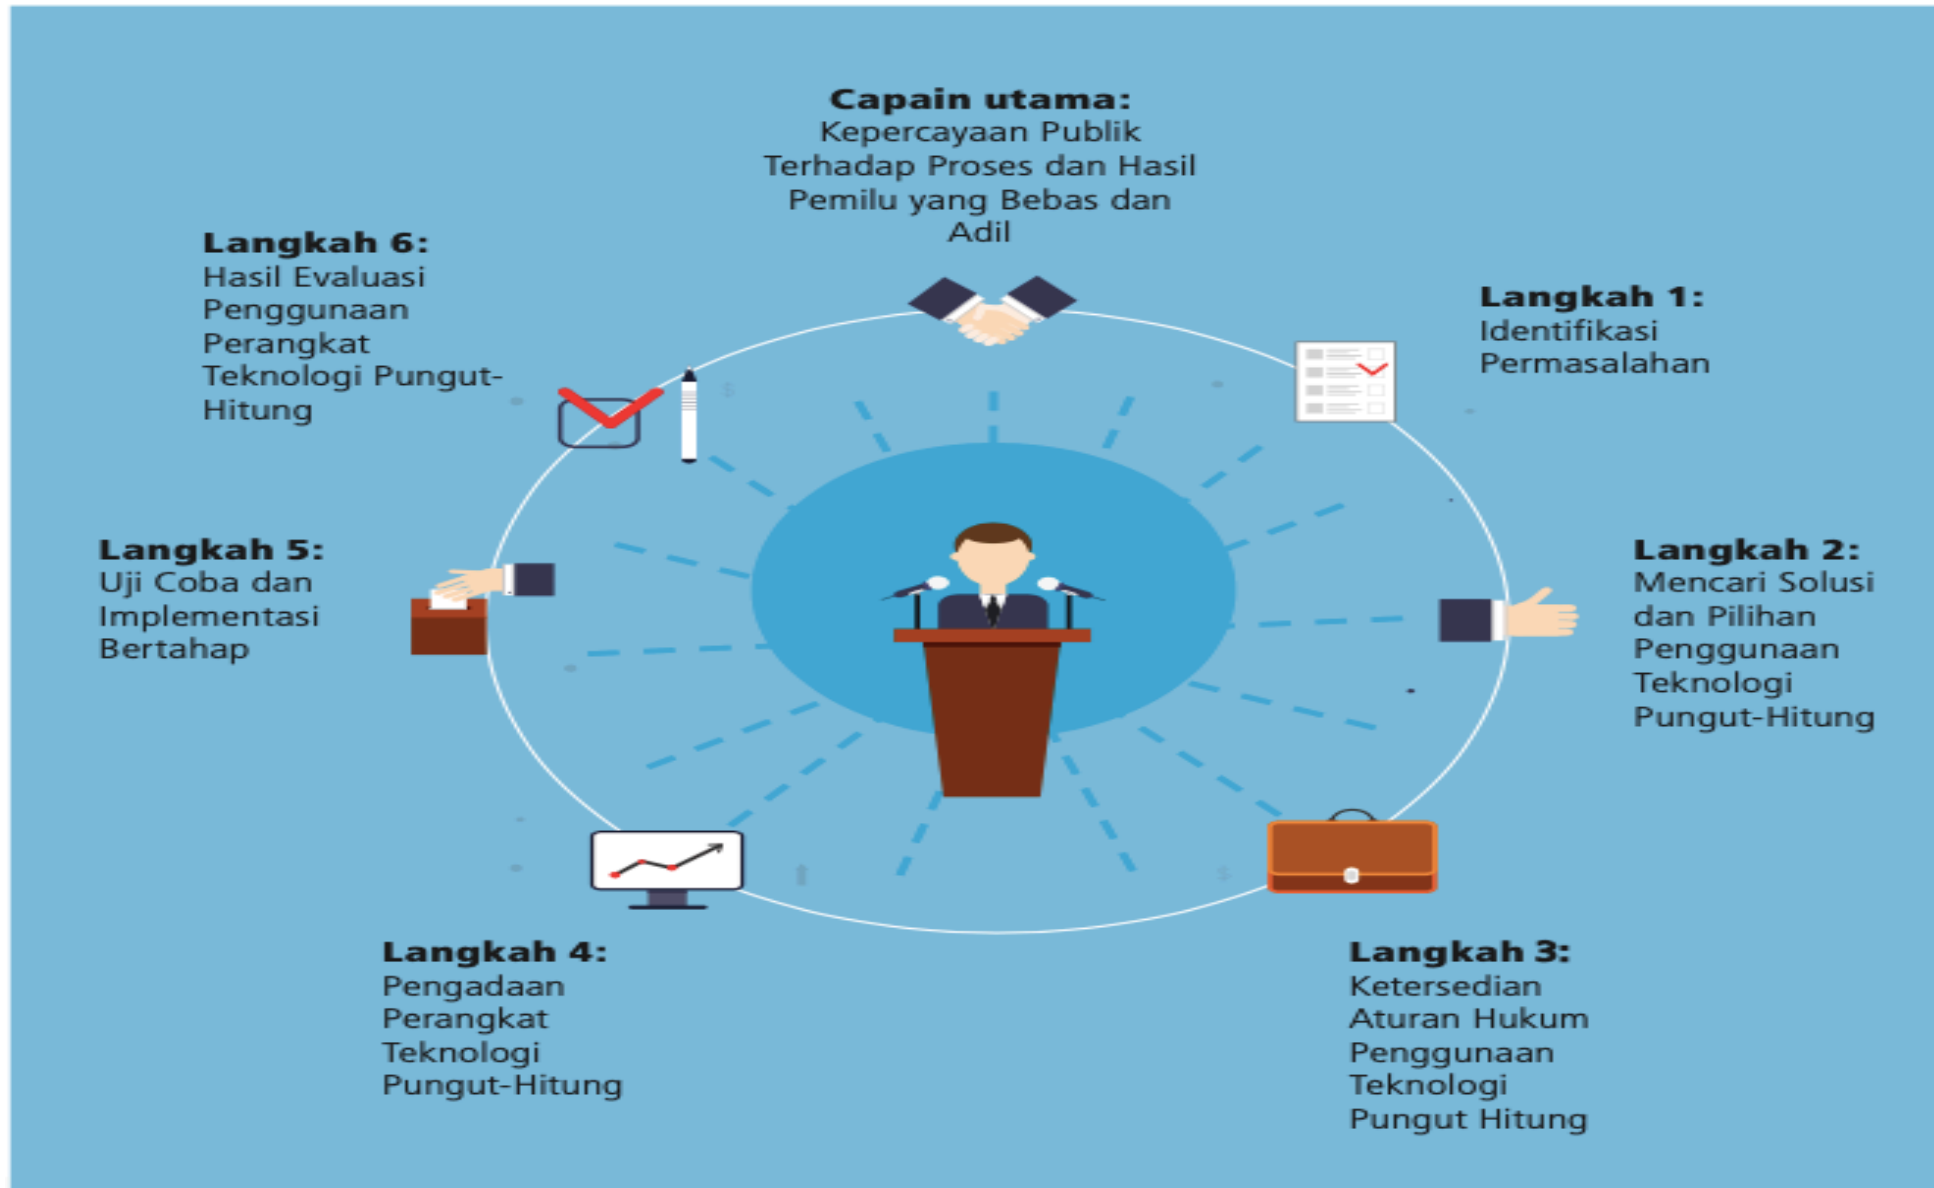 Capain utama:
Kepercayaan Publik
Terhadap Proses dan Hasil
Pemilu yang Bebas dan
Adil
Langkah 1:
Identifikasi
Permasalahan
Langkah 2:
Mencari Solusi
dan Pilihan
Penggunaan
Teknologi
Pungut-Hitung
Langkah 3:
Ketersedian
Aturan Hukum
Penggunaan
Teknologi
Pungut Hitung
Langkah 4:
Pengadaan
Perangkat
Teknologi
Pungut-Hitung
Langkah 5:
Uji Coba dan
Implementasi
Bertahap
Langkah 6:
Hasil Evaluasi
Penggunaan
Perangkat
Teknologi Pungut-
Hitung